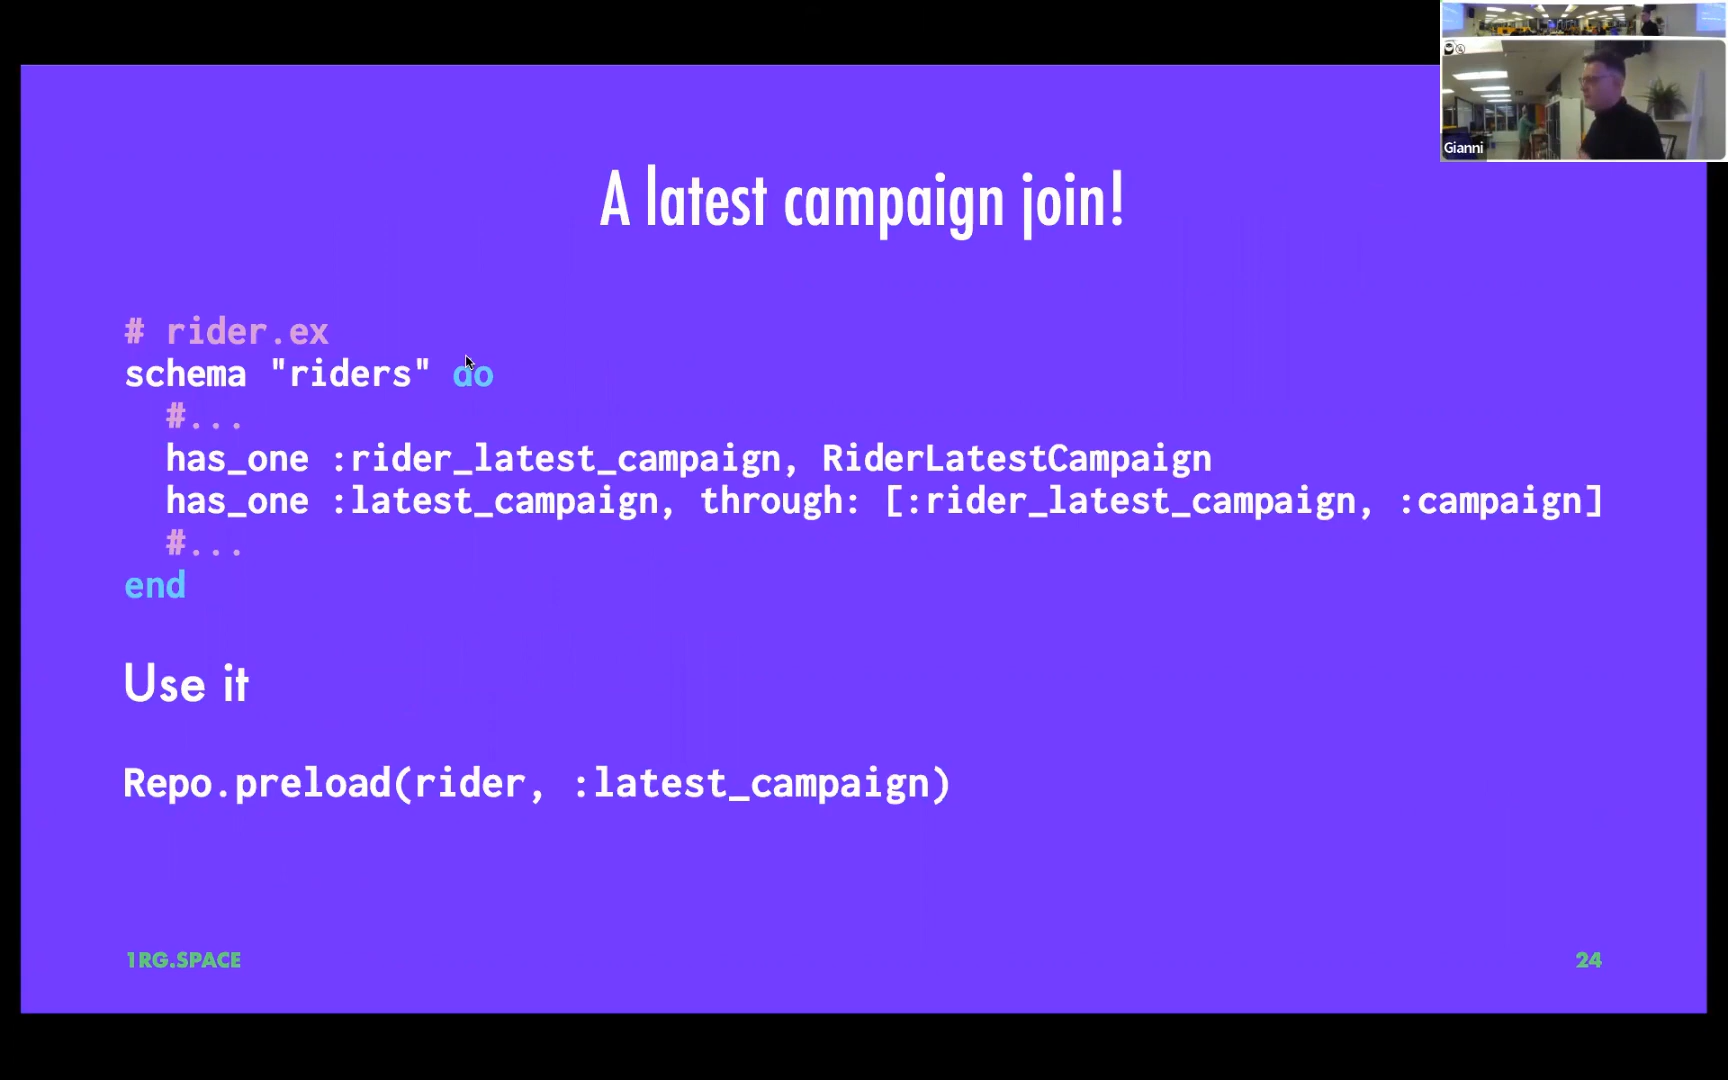 Gianni
A latest campaign join!
# rider.ex
schema "riders" do
#...
has_one :rider_latest_campaign, RiderLatestCampaign
has_one :latest_campaign, through: [:rider_latest_campaign, :campaign]
#...
end
Use it
Repo.preload(rider, :latest_campaign)
1RG.SPACE
24